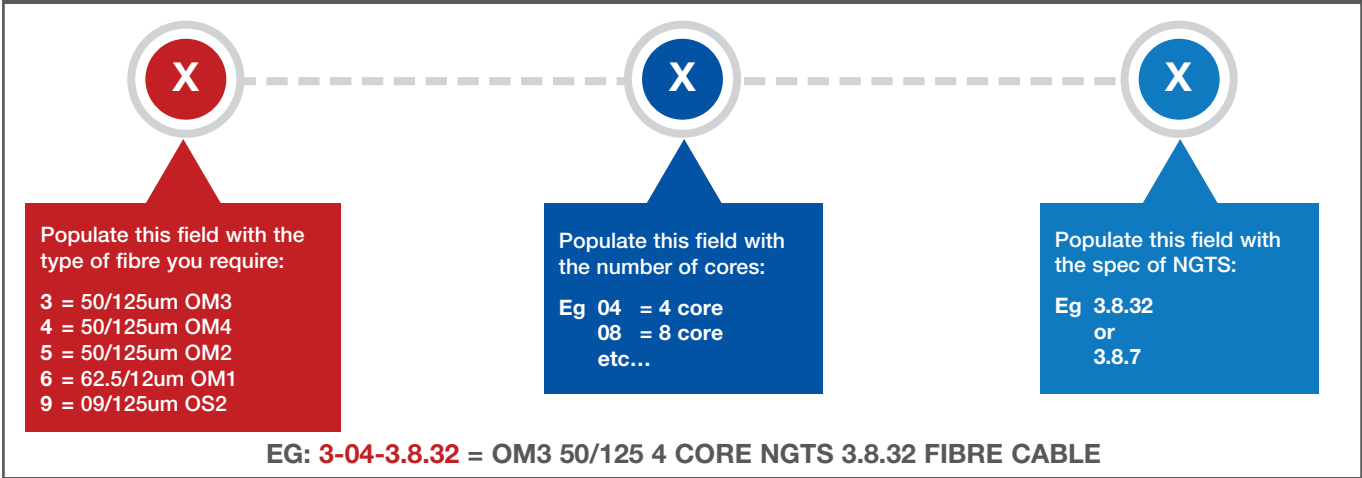 X
X
X
Populate this field with the
type of fibre you require:
3 = 50/125um OM3
4 = 50/125um OM4
5 = 50/125um OM2
6 = 62.5/12um OM1
9 = 09/125um OS2
Populate this field with
the number of cores:
Eg 04 = 4 core
08 = 8 core
etc…
Populate this field with
the spec of NGTS:
Eg 3.8.32
or
3.8.7
EG: 3-04-3.8.32 = OM3 50/125 4 CORE NGTS 3.8.32 FIBRE CABLE